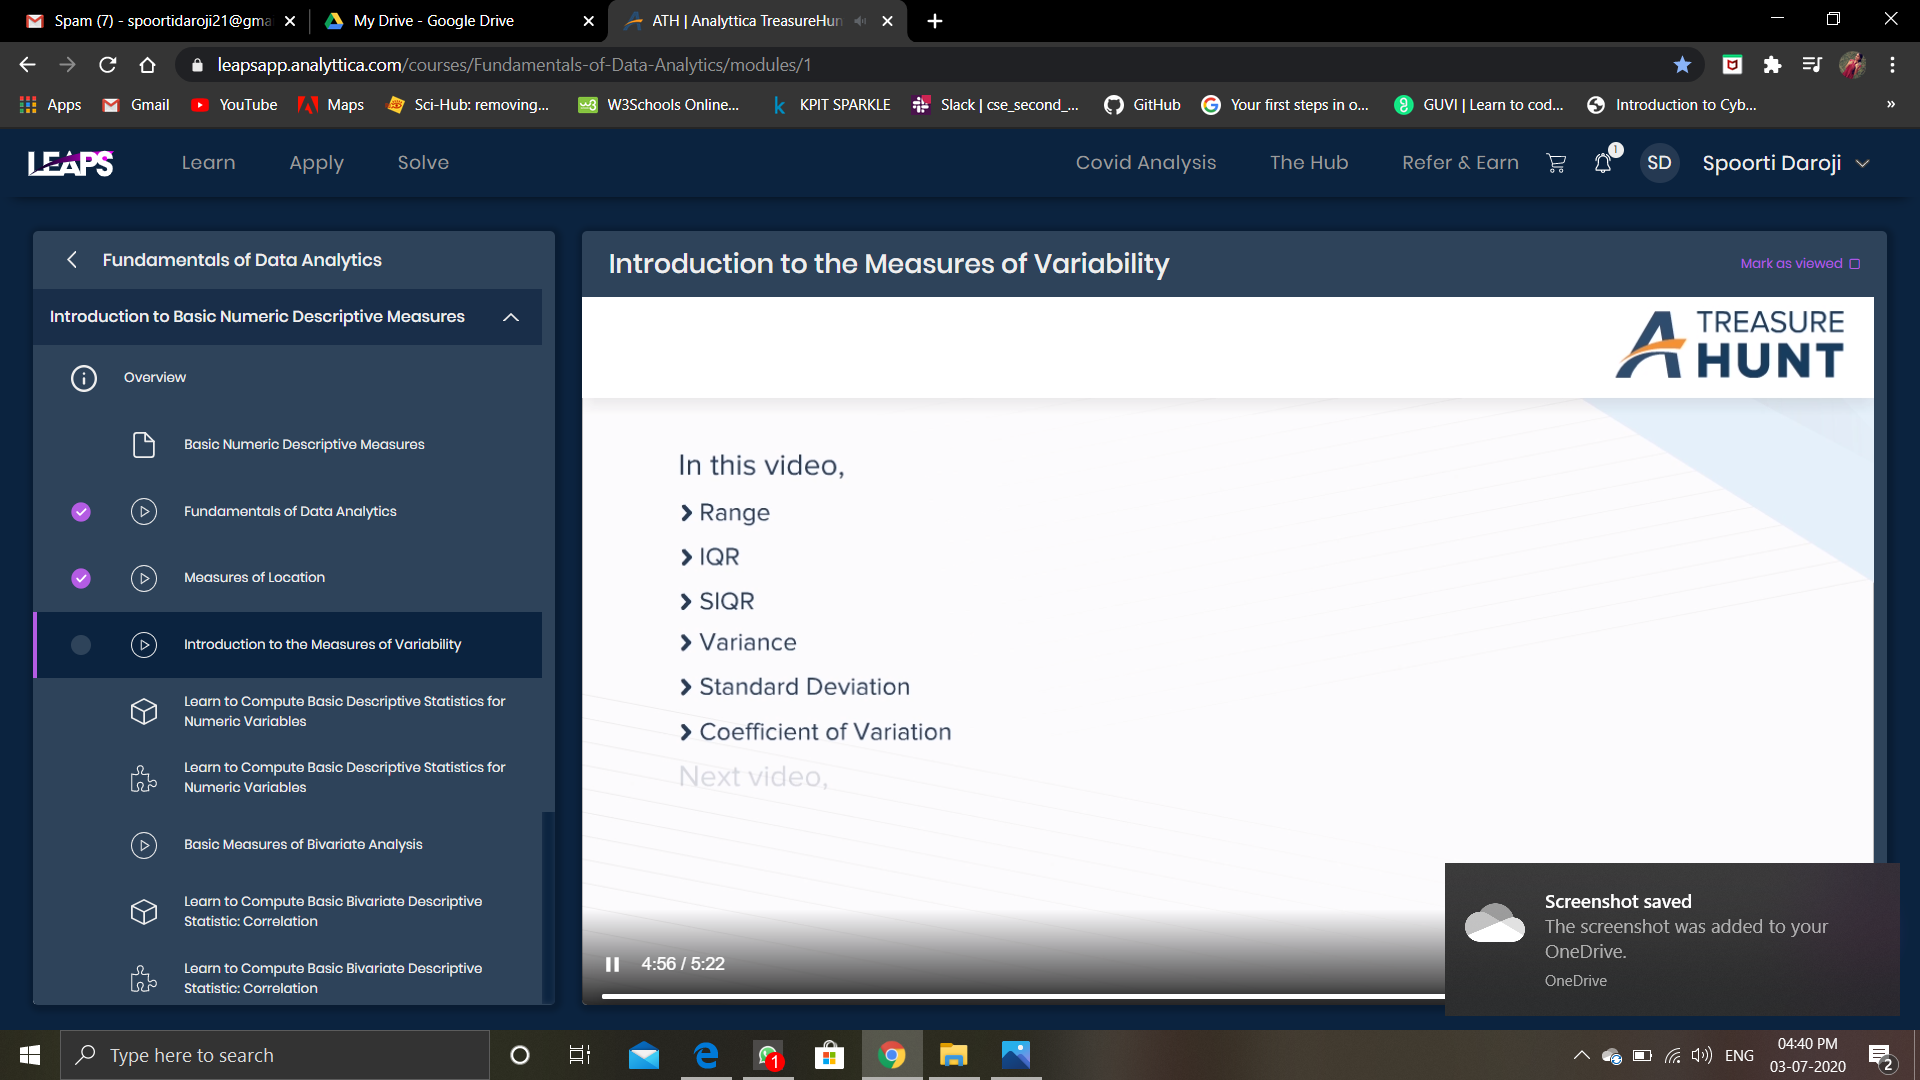 Spam (7) - spoortidaroji21@gma
My Drive - Google Drive
ATH | Analyttica TreasureHun
leapsapp.analyttica.com/courses/Fundamentals-of-Data-Analytics/modules/1
Apps
Gmail
YouTube
Maps
Sci-Hub: removing...
W3Schools Online...
KPIT SPARKLE
Slack | cse_second_...
GitHub
Your first steps in o...
GUVI | Learn to cod...
Introduction to Cyb...
»
LEAPS
Learn
Apply
Solve
Covid Analysis
The Hub
Refer & Earn
1
SD
Spoorti Daroji
Fundamentals of Data Analytics
Introduction to Basic Numeric Descriptive Measures
Overview
Basic Numeric Descriptive Measures
Fundamentals of Data Analytics
Measures of Location
Introduction to the Measures of Variability
Learn to Compute Basic Descriptive Statistics for
Numeric Variables
Learn to Compute Basic Descriptive Statistics for
Numeric Variables
Basic Measures of Bivariate Analysis
Learn to Compute Basic Bivariate Descriptive
Statistic: Correlation
Learn to Compute Basic Bivariate Descriptive
Statistic: Correlation
Introduction to the Measures of Variability
Mark as viewed
A TREASURE
HUNT
In this video,
Range
IQR
SIQR
Variance
Standard Deviation
Coefficient of Variation
Next video,
4:56 / 5:22
Screenshot saved
The screenshot was added to your
OneDrive.
OneDrive
Type here to search
1
ENG
04:40 PM
03-07-2020
2